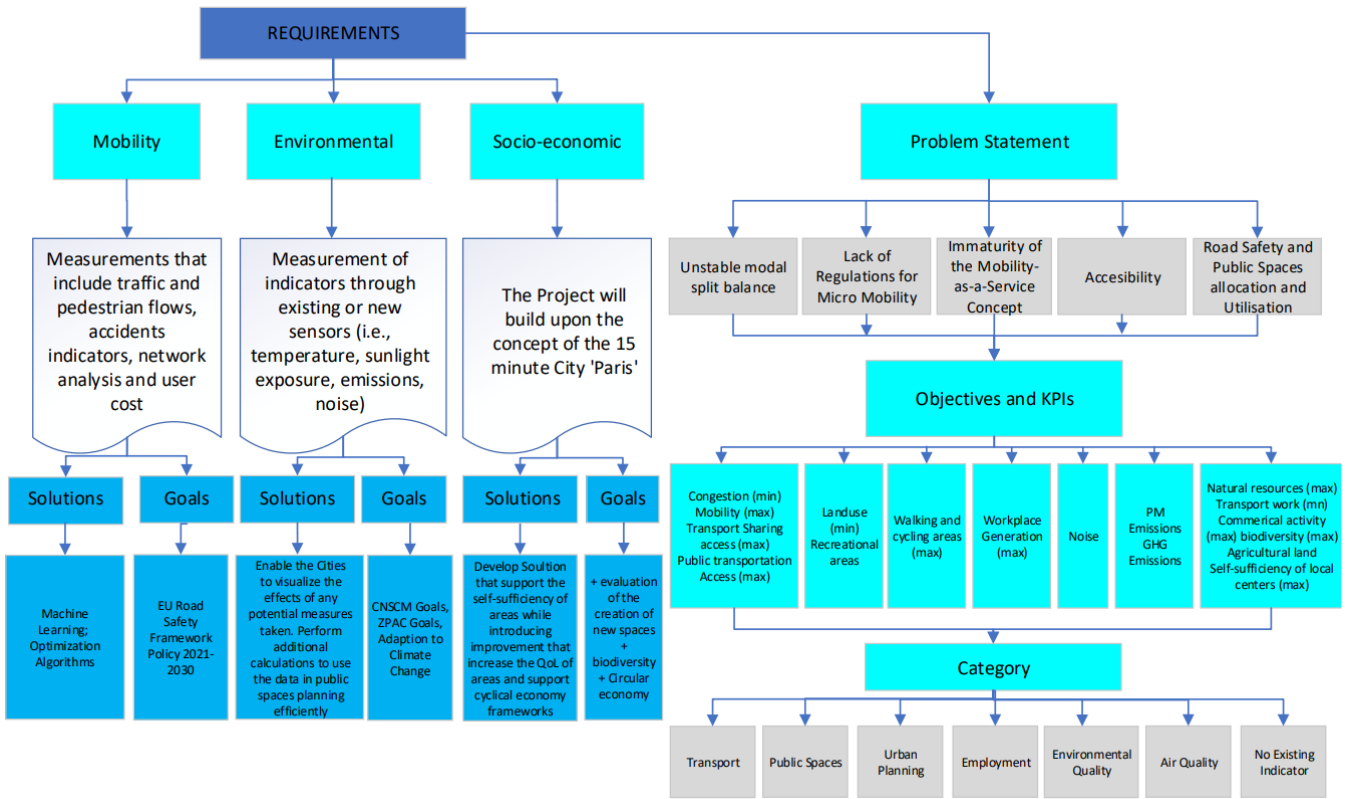 REQUIREMENTS
Mobility
Environmental
Socio-economic
Problem Statement
Measurements that
include traffic and
pedestrian flows,
accidents
indicators, network
analysis and user
cost
Measurement of
indicators through
existing or new
sensors (i.e.,
temperature, sunlight
exposure, emissions,
noise)
The Project will
build upon the
concept of the 15
minute City 'Paris'
Unstable modal
split balance
Lack of
Regulations for
Micro Mobility
Immaturity of
the Mobility-
as-a-Service
Concept
Accesibility
Road Safety and
Public Spaces
allocation and
Utilisation
Objectives and KPIs
Solutions
Goals
Solutions
Goals
Solutions
Goals
Machine
Learning;
Optimization
Algorithms
EU Road
Safety
Framework
Policy 2021-
2030
Enable the Cities
to visualize the
effects of any
potential measures
taken. Perform
additional
calculations to use
the data in public
spaces planning
efficiently
CNSCM Goals,
ZPAC Goals,
Adaption to
Climate
Change
Develop Soultion
that support the
self-sufficiency of
areas while
introducing
improvement that
increase the QoL of
areas and support
cyclical economy
frameworks
+ evaluation
of the
creation of
new spaces
+
biodiversity
+ Circular
economy
Congestion (min)
Mobility (max)
Transport Sharing
access (max)
Public transportation
Access (max)
Landuse
(min)
Recreational
areas
Walking and
cycling areas
(max)
Workplace
Generation
(max)
Noise
PM
Emissions
GHG
Emissions
Natural resources (max)
Transport work (mn)
Commerical activity
(max) biodiversity (max)
Agricultural land
Self-sufficiency of local
centers (max)
Category
Transport
Public Spaces
Urban
Planning
Employment
Environmental
Quality
Air Quality
No Existing
Indicator